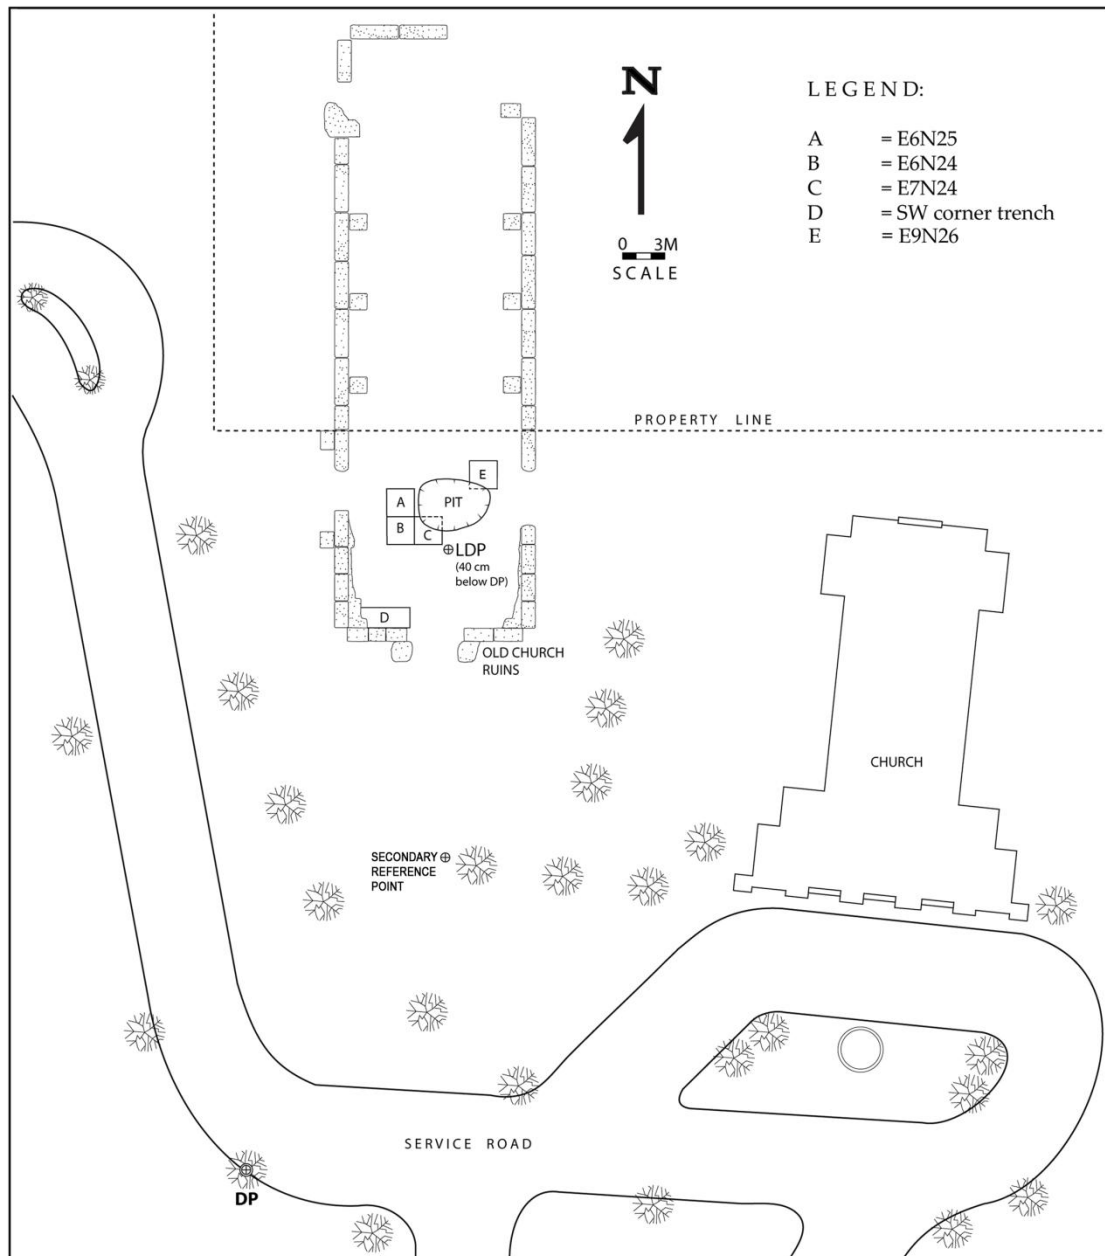 N
LEGEND:
A = E6N25
B = E6N24
C = E7N24
D = SW corner trench
E = E9N26
0 3M
SCALE
PROPERTY LINE
E
A
PIT
B
C
LDP
(40 cm
below DP)
D
OLD CHURCH
RUINS
CHURCH
SECONDARY
REFERENCE
POINT
SERVICE ROAD
DP